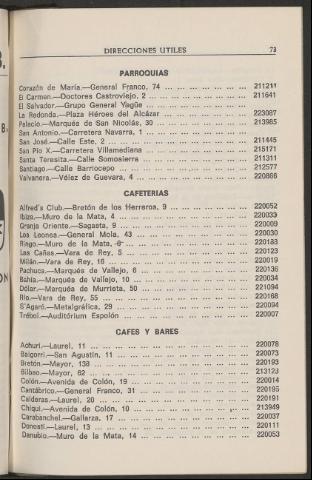 DIRECCIONES UTILES 73
PARROQUIAS
Corazón de María.—General Franco, 74 ... 211211
El Carmen.—Doctores Castroviejo, 2 ... 211641
El Salvador.—Grupo General Yagüe ...
La Redonda.—Plaza Héroes del Alcázar ... 223087
Palacio.—Marqués de San Nicolás, 30 ... 213985
San Antonio.—Carretera Navarra, 1 ...
San José.—Calle Este, 2 ... 211445
San Pío X.—Carretera Villamediana ... 215171
Santa Teresita.—Calle Somosierra ... 211311
Santiago.—Calle Barriocepo ... 212577
Valvanera.—Vélez de Guevara, 4 ... 220866
CAFETERIAS
Alfred's Club.—Bretón de los Herreros, 9 ... 220052
Ibiza.—Muro de la Mata, 4 ... 220033
Granja Oriente.—Sagasta, 9 ... 220009
Los Leones.—General Mola, 43 ... 220030
Ringo.—Muro de la Mata, 6 ... 220183
Las Cañas.—Vara de Rey, 5 ... 220123
Milán.—Vara de Rey, 16 ... 220019
Pachuca.—Marqués de Vallejo, 6 ... 220136
Bahía.—Marqués de Vallejo, 10 ... 220034
Dólar.—Marqués de Murrieta, 50 ... 221094
Río.—Vara de Rey, 55 ... 220168
S'Agaró.—Metalgráfica, 29 ... 220094
Trébol.—Auditórium Espolón ... 220007
CAFES Y BARES
Achuri.—Laurel, 11 ... 220078
Baigorri.—San Agustín, 11 ... 220073
Bretón.—Mayor, 138 ... 220193
Bilbao.—Mayor, 82 ... 213123
Colón.—Avenida de Colón, 19 ... 220014
Cantábrico.—General Franco, 31 ... 220195
Calderas.—Laurel, 20 ... 220191
Chiqui.—Avenida de Colón, 10 ... 213949
Carabanchel.—Gallarza, 17 ... 220037
Donosti.—Laurel, 13 ... 220111
Danubio.—Muro de la Mata, 14 ... 220053